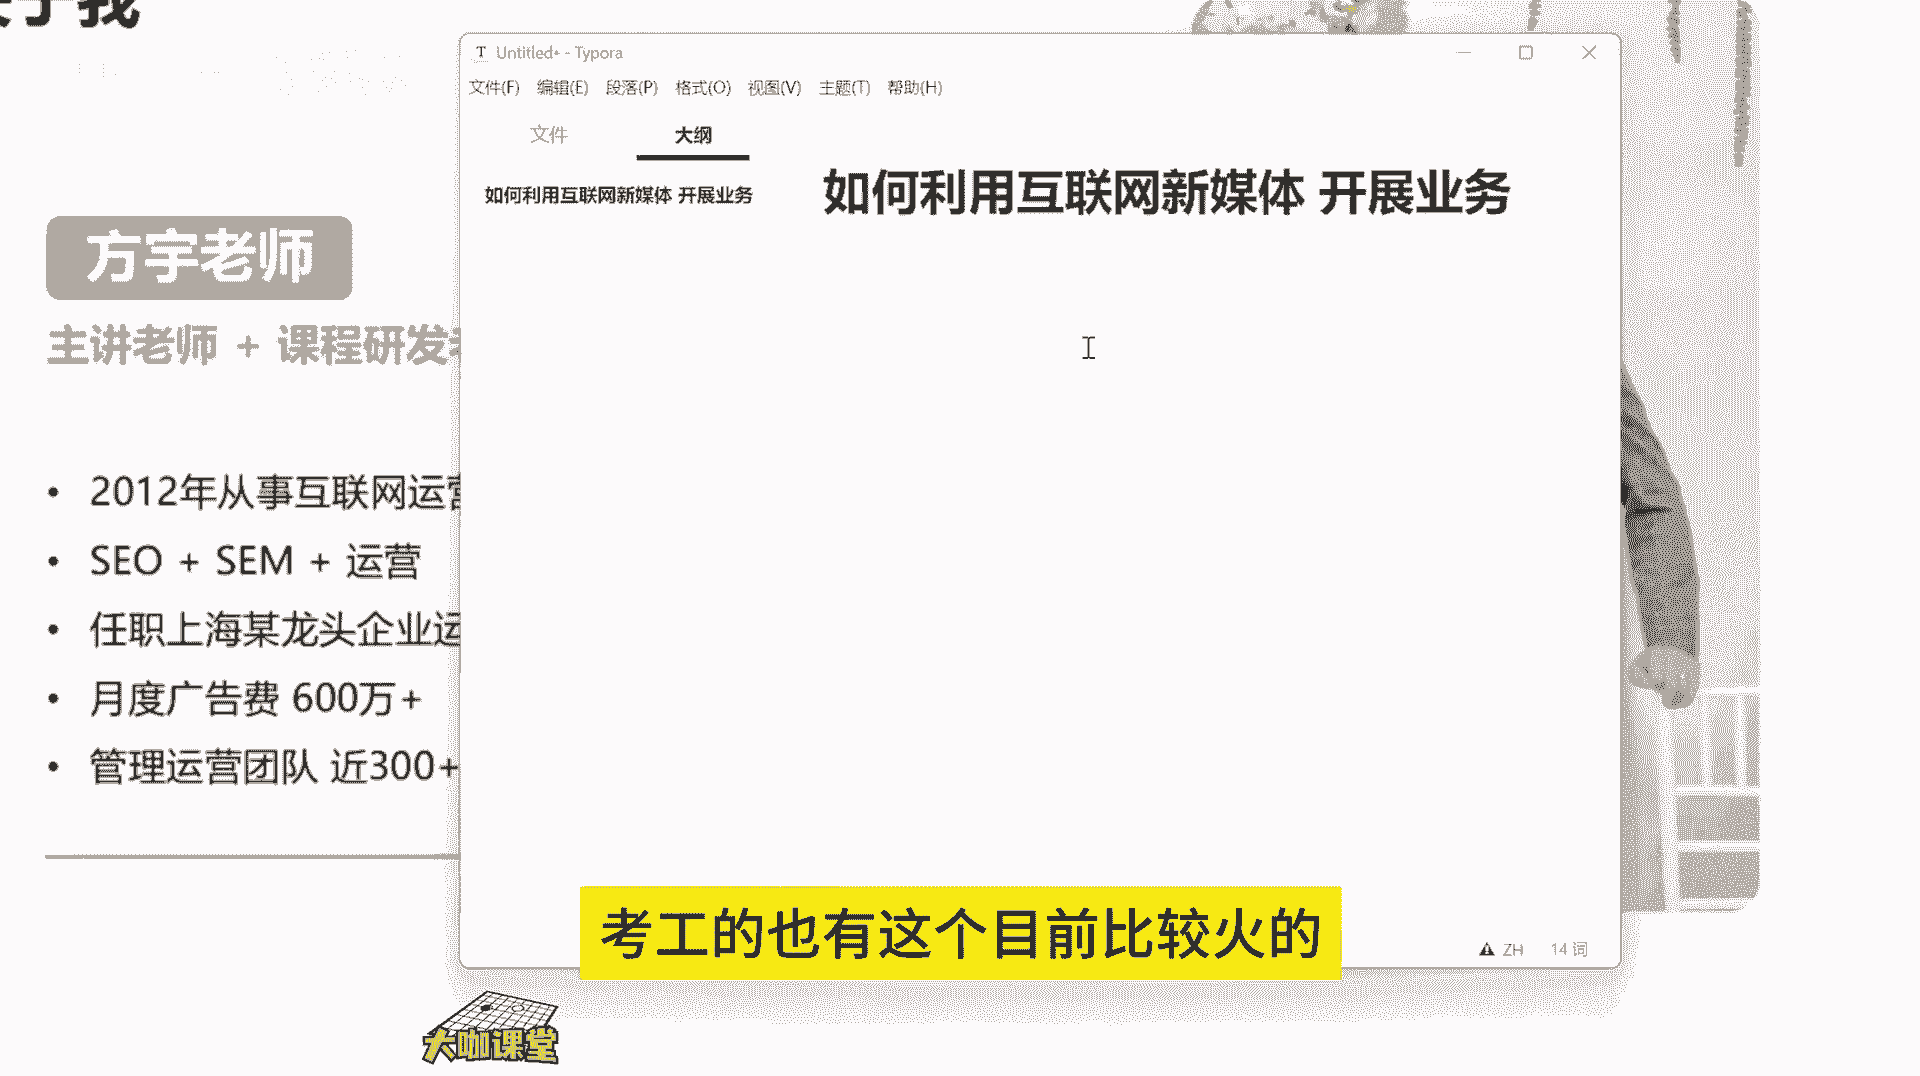 于我
Untitled• - Typora
文件(F) 编辑(E) 段落(P) 格式(O) 视图(V) 主题(T) 帮助(H)
文件 大纲
如何利用互联网新媒体 开展业务
如何利用互联网新媒体 开展业务
方宇老师
主讲老师 + 课程研发
2012年从事互联网运营
SEO + SEM + 运营
任职上海某龙头企业运
月度广告费 600万+
管理运营团队 近300+
考工的也有这个目前比较火的
ZH 14 词
大咖课堂